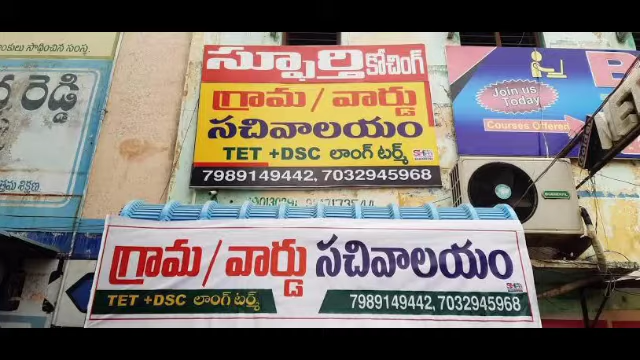 స్ఫూర్తి కోచింగ్
గ్రామ / వార్డు
సచివాలయం
TET +DSC లాంగ్ టర్మ్
7989149442, 7032945968
Join us
Today
Courses Offered
గ్రామ / వార్డు సచివాలయం
TET +DSC లాంగ్ టర్మ్
7989149442, 7032945968